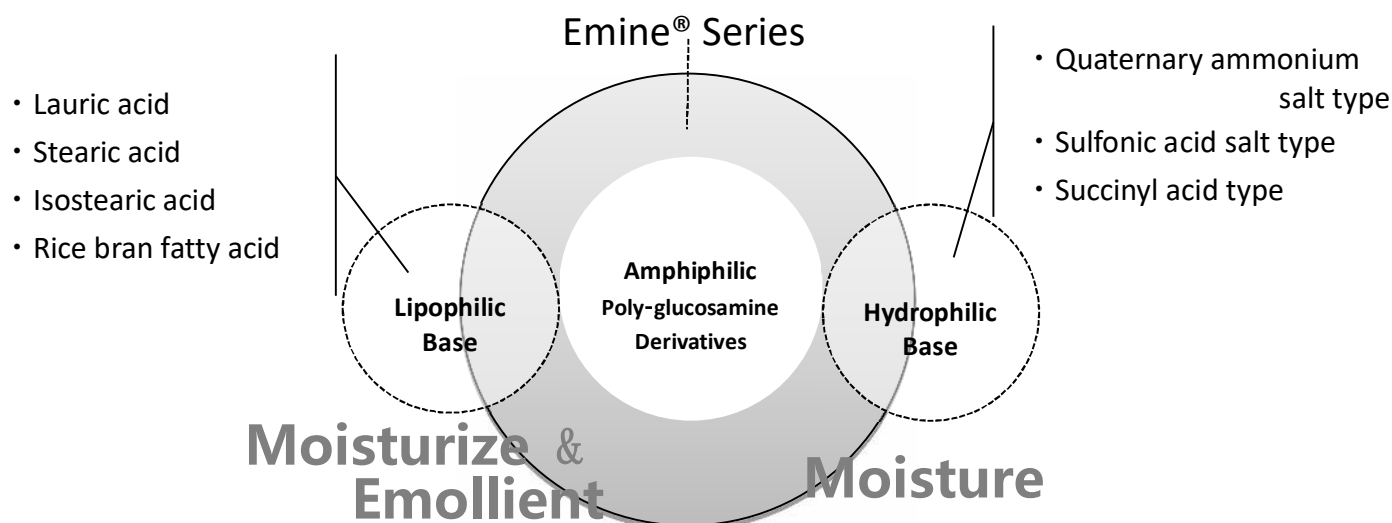 Emine® Series
・Lauric acid
・Stearic acid
・Isostearic acid
・Rice bran fatty acid
・Quaternary ammonium
salt type
・Sulfonic acid salt type
・Succinyl acid type
Lipophilic
Base
Amphiphilic
Poly-glucosamine
Derivatives
Hydrophilic
Base
Moisturize &
Emollient
Moisture